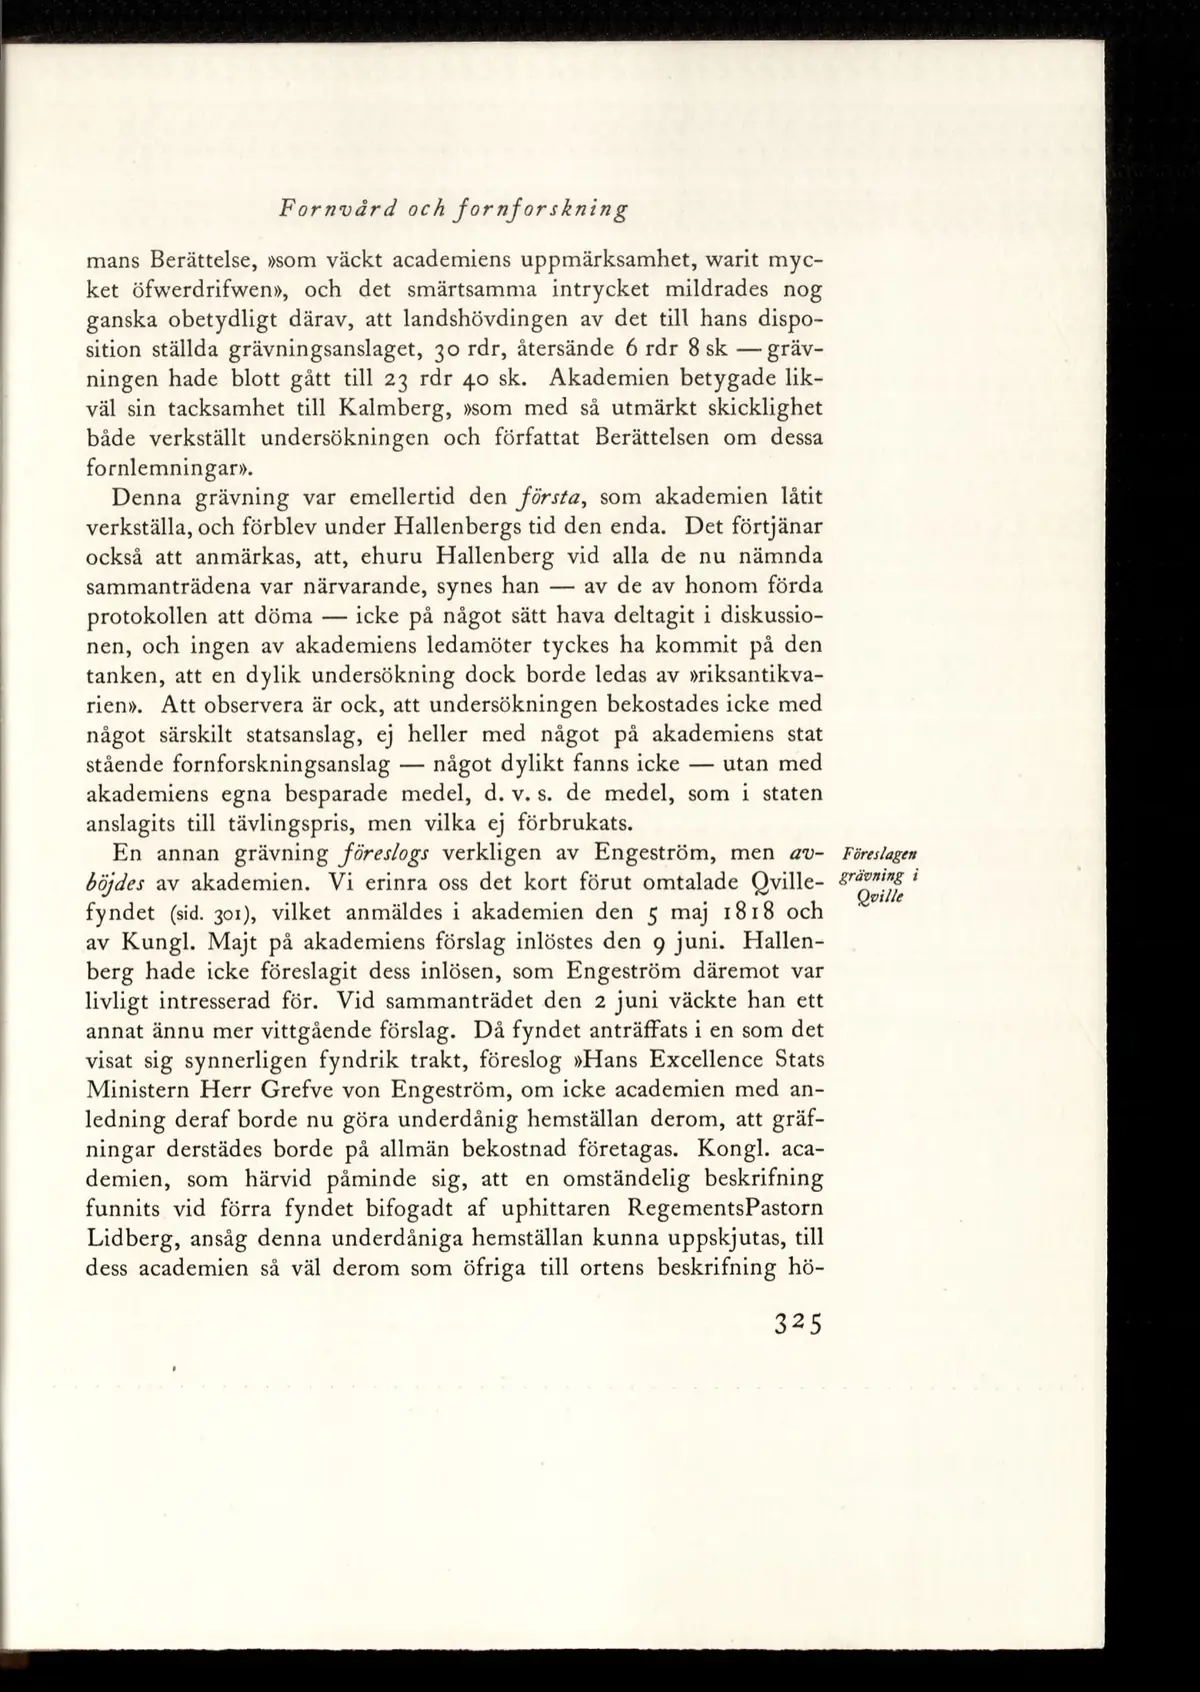 Fornvård och fornforskning
mans Berättelse, »som väckt academiens uppmärksamhet, warit myc-
ket öfwerdrifwen», och det smärtsamma intrycket mildrades nog
ganska obetydligt därav, att landshövdingen av det till hans dispo-
sition ställda grävningsanslaget, 30 rdr, återsände 6 rdr 8 sk — gräv-
ningen hade blott gått till 23 rdr 40 sk. Akademien betygade lik-
väl sin tacksamhet till Kalmberg, »som med så utmärkt skicklighet
både verkställt undersökningen och författat Berättelsen om dessa
fornlemningar».
Denna grävning var emellertid den första, som akademien låtit
verkställa, och förblev under Hallenbergs tid den enda. Det förtjänar
också att anmärkas, att, ehuru Hallenberg vid alla de nu nämnda
sammanträdena var närvarande, synes han — av de av honom förda
protokollen att döma — icke på något sätt hava deltagit i diskussio-
nen, och ingen av akademiens ledamöter tyckes ha kommit på den
tanken, att en dylik undersökning dock borde ledas av »riksantikva-
rien». Att observera är ock, att undersökningen bekostades icke med
något särskilt statsanslag, ej heller med något på akademiens stat
stående fornforskningsanslag — något dylikt fanns icke — utan med
akademiens egna besparade medel, d. v. s. de medel, som i staten
anslagits till tävlingspris, men vilka ej förbrukats.
En annan grävning föreslogs verkligen av Engeström, men av-
böjdes av akademien. Vi erinra oss det kort förut omtalade Qville-
fyndet (sid. 301), vilket anmäldes i akademien den 5 maj 1818 och
av Kungl. Majt på akademiens förslag inlöstes den 9 juni. Hallen-
berg hade icke föreslagit dess inlösen, som Engeström däremot var
livligt intresserad för. Vid sammanträdet den 2 juni väckte han ett
annat ännu mer vittgående förslag. Då fyndet anträffats i en som det
visat sig synnerligen fyndrik trakt, föreslog »Hans Excellence Stats
Ministern Herr Grefve von Engeström, om icke academien med an-
ledning deraf borde nu göra underdånig hemställan derom, att gräf-
ningar derstädes borde på allmän bekostnad företagas. Kongl. aca-
demien, som härvid påminde sig, att en omständelig beskrifning
funnits vid förra fyndet bifogadt af uphittaren RegementsPastorn
Lidberg, ansåg denna underdåniga hemställan kunna uppskjutas, till
dess academien så väl derom som öfriga till ortens beskrifning hö-
Föreslagen
grävning i
Qville
325